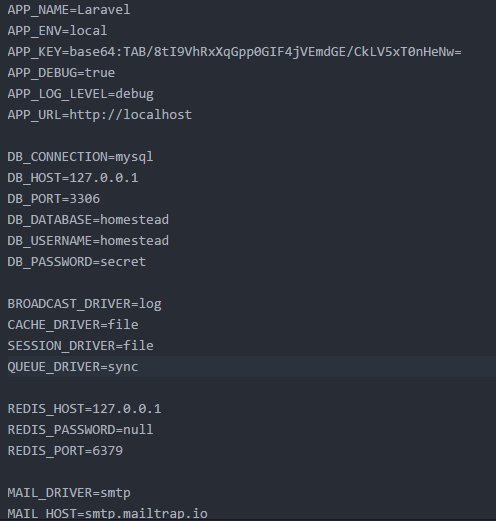 APP_NAME=Laravel
APP_ENV=local
APP_KEY=base64:TAB/8tI9VhRxXqGpp0GIF4jVEmdGE/CkLV5xT0nHeNw=
APP_DEBUG=true
APP_LOG_LEVEL=debug
APP_URL=http://localhost
DB_CONNECTION=mysql
DB_HOST=127.0.0.1
DB_PORT=3306
DB_DATABASE=homestead
DB_USERNAME=homestead
DB_PASSWORD=secret
BROADCAST_DRIVER=log
CACHE_DRIVER=file
SESSION_DRIVER=file
QUEUE_DRIVER=sync
REDIS_HOST=127.0.0.1
REDIS_PASSWORD=null
REDIS_PORT=6379
MAIL_DRIVER=smtp
MAIL_HOST=smtp.mailtrap.io